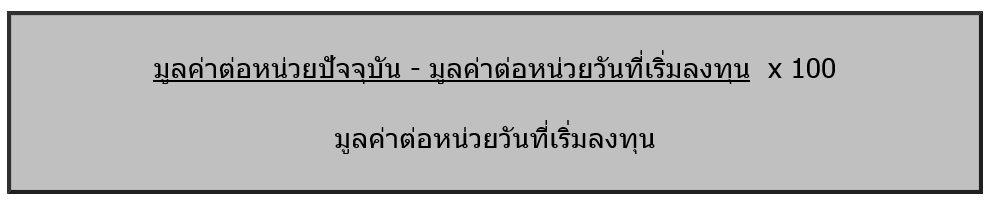 มูลค่าต่อหน่วยปัจจุบัน - มูลค่าต่อหน่วยวันที่เริ่มลงทุน x 100
มูลค่าต่อหน่วยวันที่เริ่มลงทุน